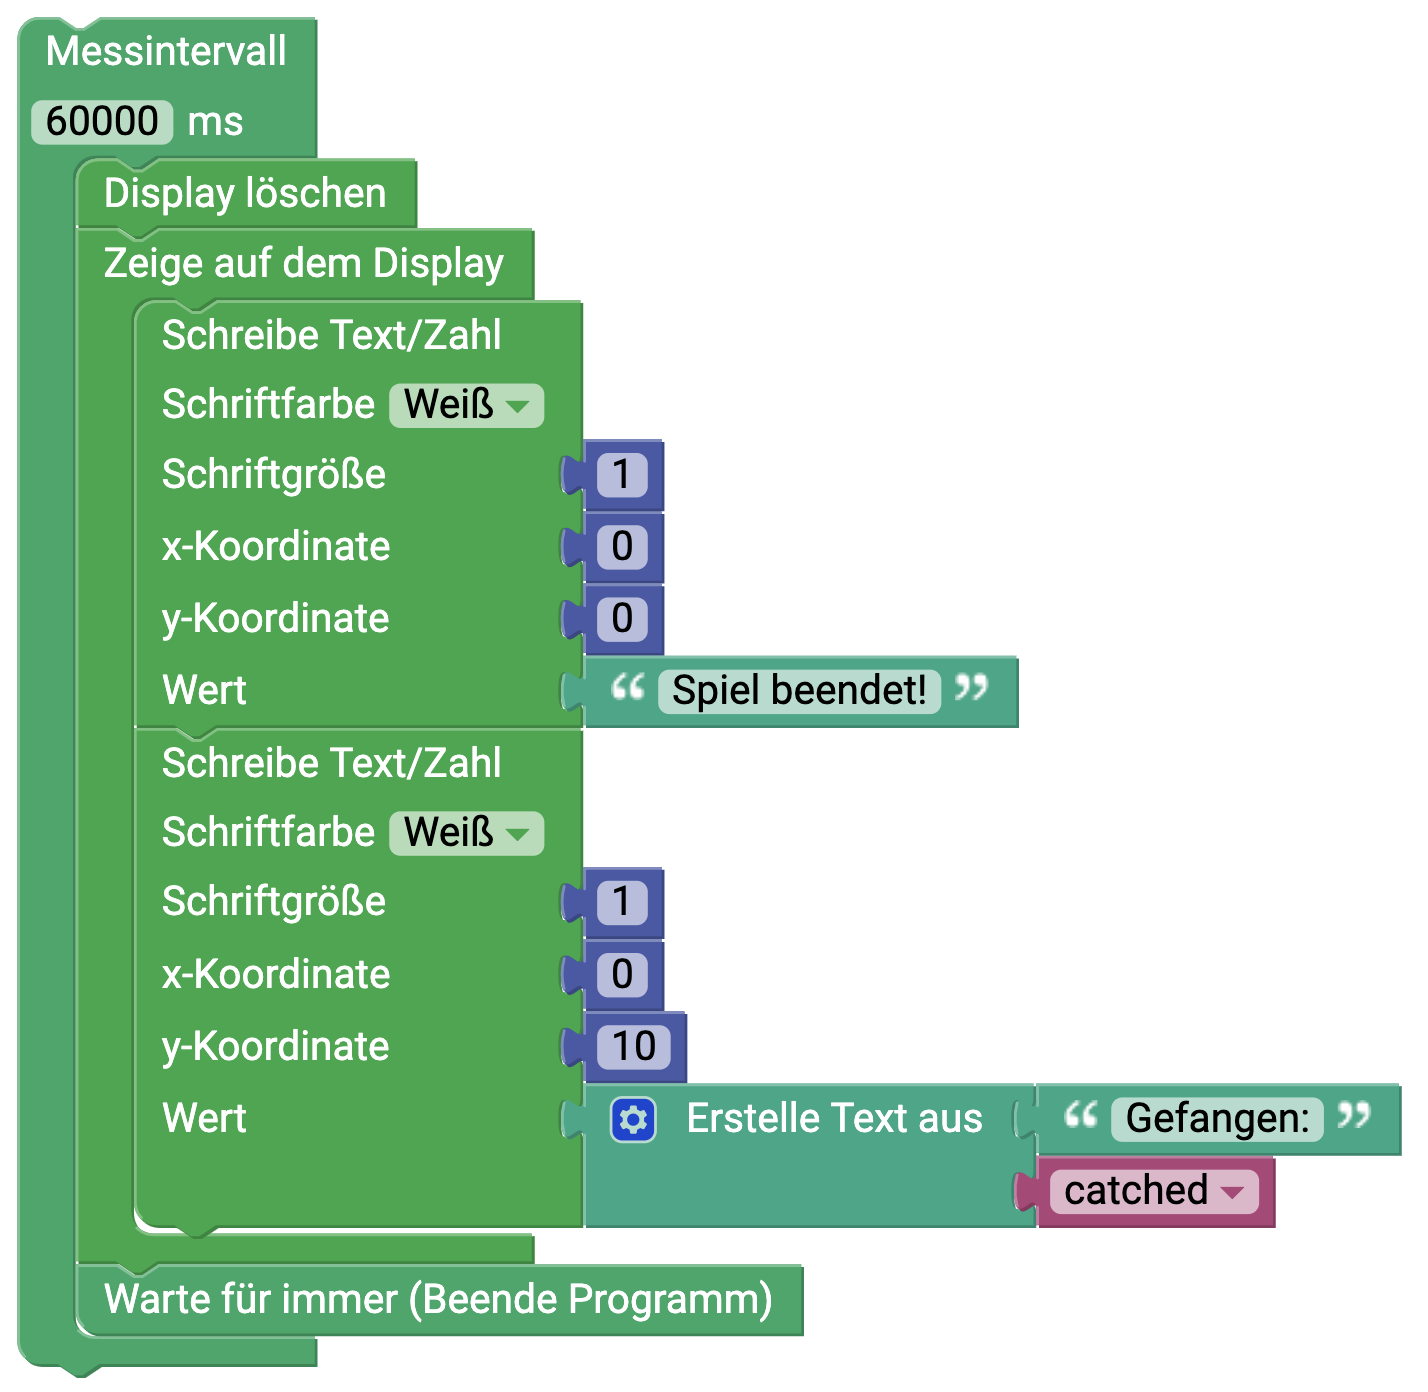 Messintervall
60000 ms
Display löschen
Zeige auf dem Display
Schreibe Text/Zahl
Schriftfarbe Weiß
Schriftgröße 1
x-Koordinate 0
y-Koordinate 0
Wert “ Spiel beendet! ”
Schreibe Text/Zahl
Schriftfarbe Weiß
Schriftgröße 1
x-Koordinate 0
y-Koordinate 10
Wert Erstelle Text aus “ Gefangen: ”
catched
Warte für immer (Beende Programm)